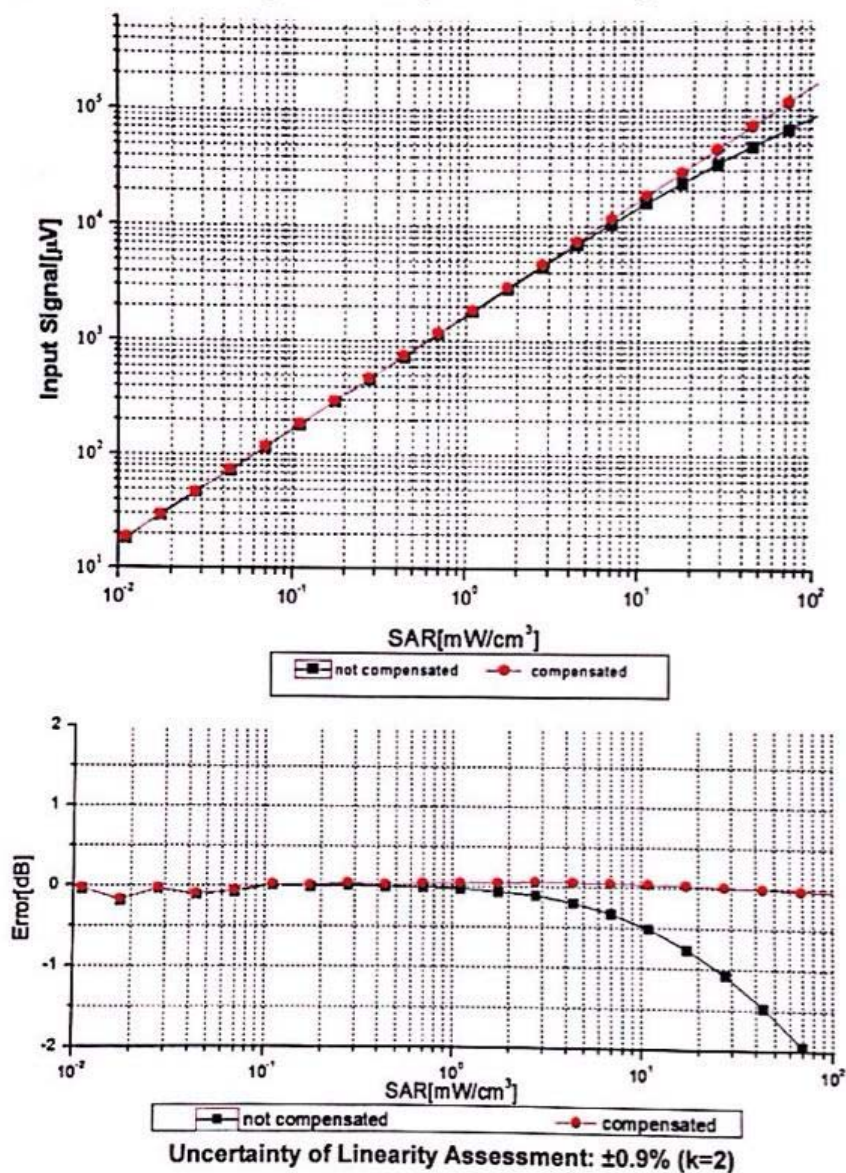 10⁵
10⁴
10³
10²
10¹
Input Signal[µV]
10⁻² 10⁻¹ 10⁰ 10¹ 10²
SAR[mW/cm³]
not compensated compensated
2
1
0
-1
-2
Error[dB]
10⁻² 10⁻¹ 10⁰ 10¹ 10²
SAR[mW/cm³]
not compensated compensated
Uncertainty of Linearity Assessment: ±0.9% (k=2)